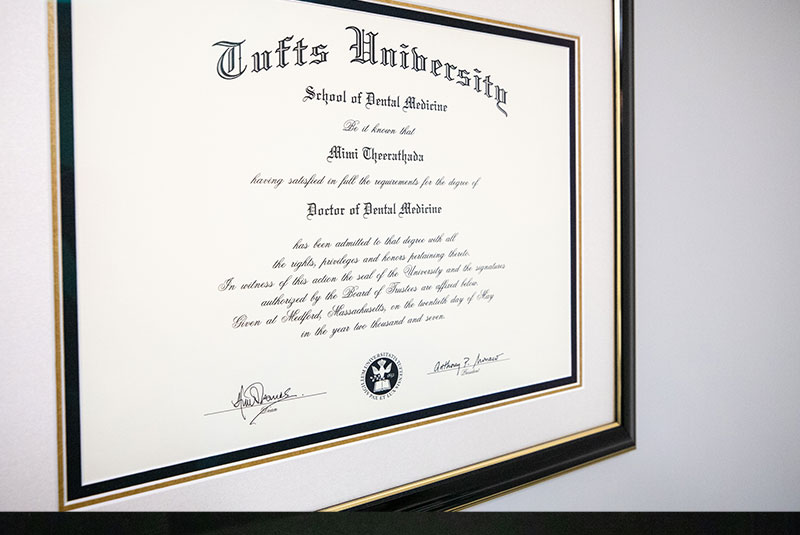 Tufts University
School of Dental Medicine
Be it known that
Mimi Theerathada
having satisfied in full the requirements for the degree of
Doctor of Dental Medicine
has been admitted to that degree with all
the rights, privileges and honors pertaining thereto.
In witness of this action the seal of the University and the signatures
authorized by the Board of Trustees are affixed below.
Given at Medford, Massachusetts, on the twentieth day of May
in the year two thousand and seven.
PAX ET LUX
President
Dean